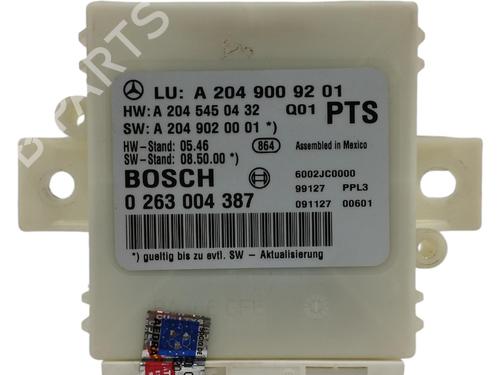 PARTS
LU: A 204 900 92 01
HW: A 204 545 04 32 Q01 PTS
SW: A 204 902 00 01 *)
HW-Stand: 05.46 864 Assembled in Mexico
SW-Stand: 08.50.00 *)
BOSCH 6002JC0000
99127 PPL3
0 263 004 387 091127 00601
*) gueltig bis zu evtl. SW - Aktualisierung